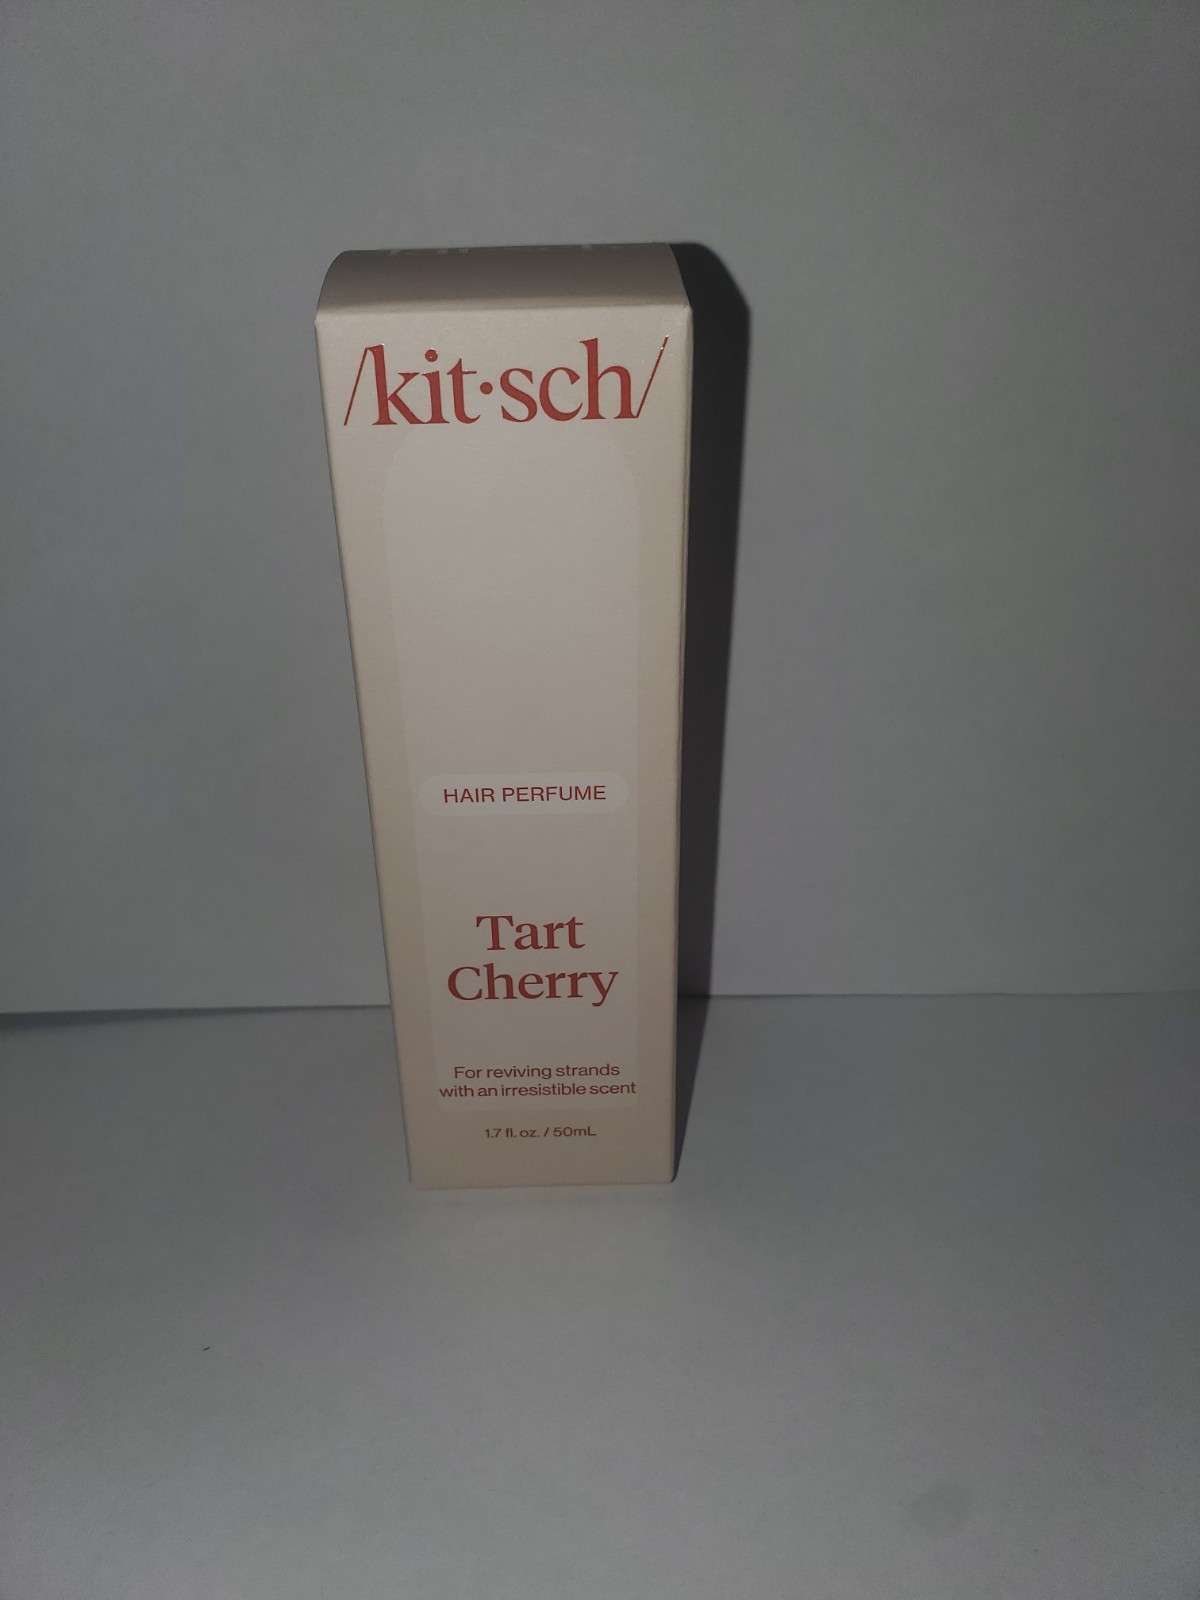 /kit·sch/
HAIR PERFUME
Tart
Cherry
For reviving strands
with an irresistible scent
1.7 fl. oz. / 50mL